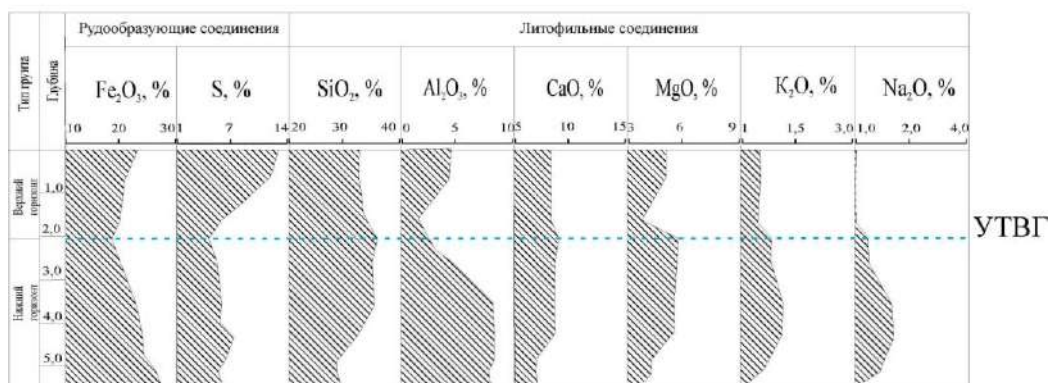 Рудообразующие соединения Литофильные соединения
Тип грунта Глубина Fe₂O₃, % S, % SiO₂, % Al₂O₃, % CaO, % MgO, % K₂O, % Na₂O, %
10 20 30 1 7 14 20 30 40 0 5 10 5 10 15 3 6 9 1 1,5 3,0 1,0 2,0 4,0
Верхний горизонт
1,0
2,0
УТВГ
Нижний горизонт
3,0
4,0
5,0